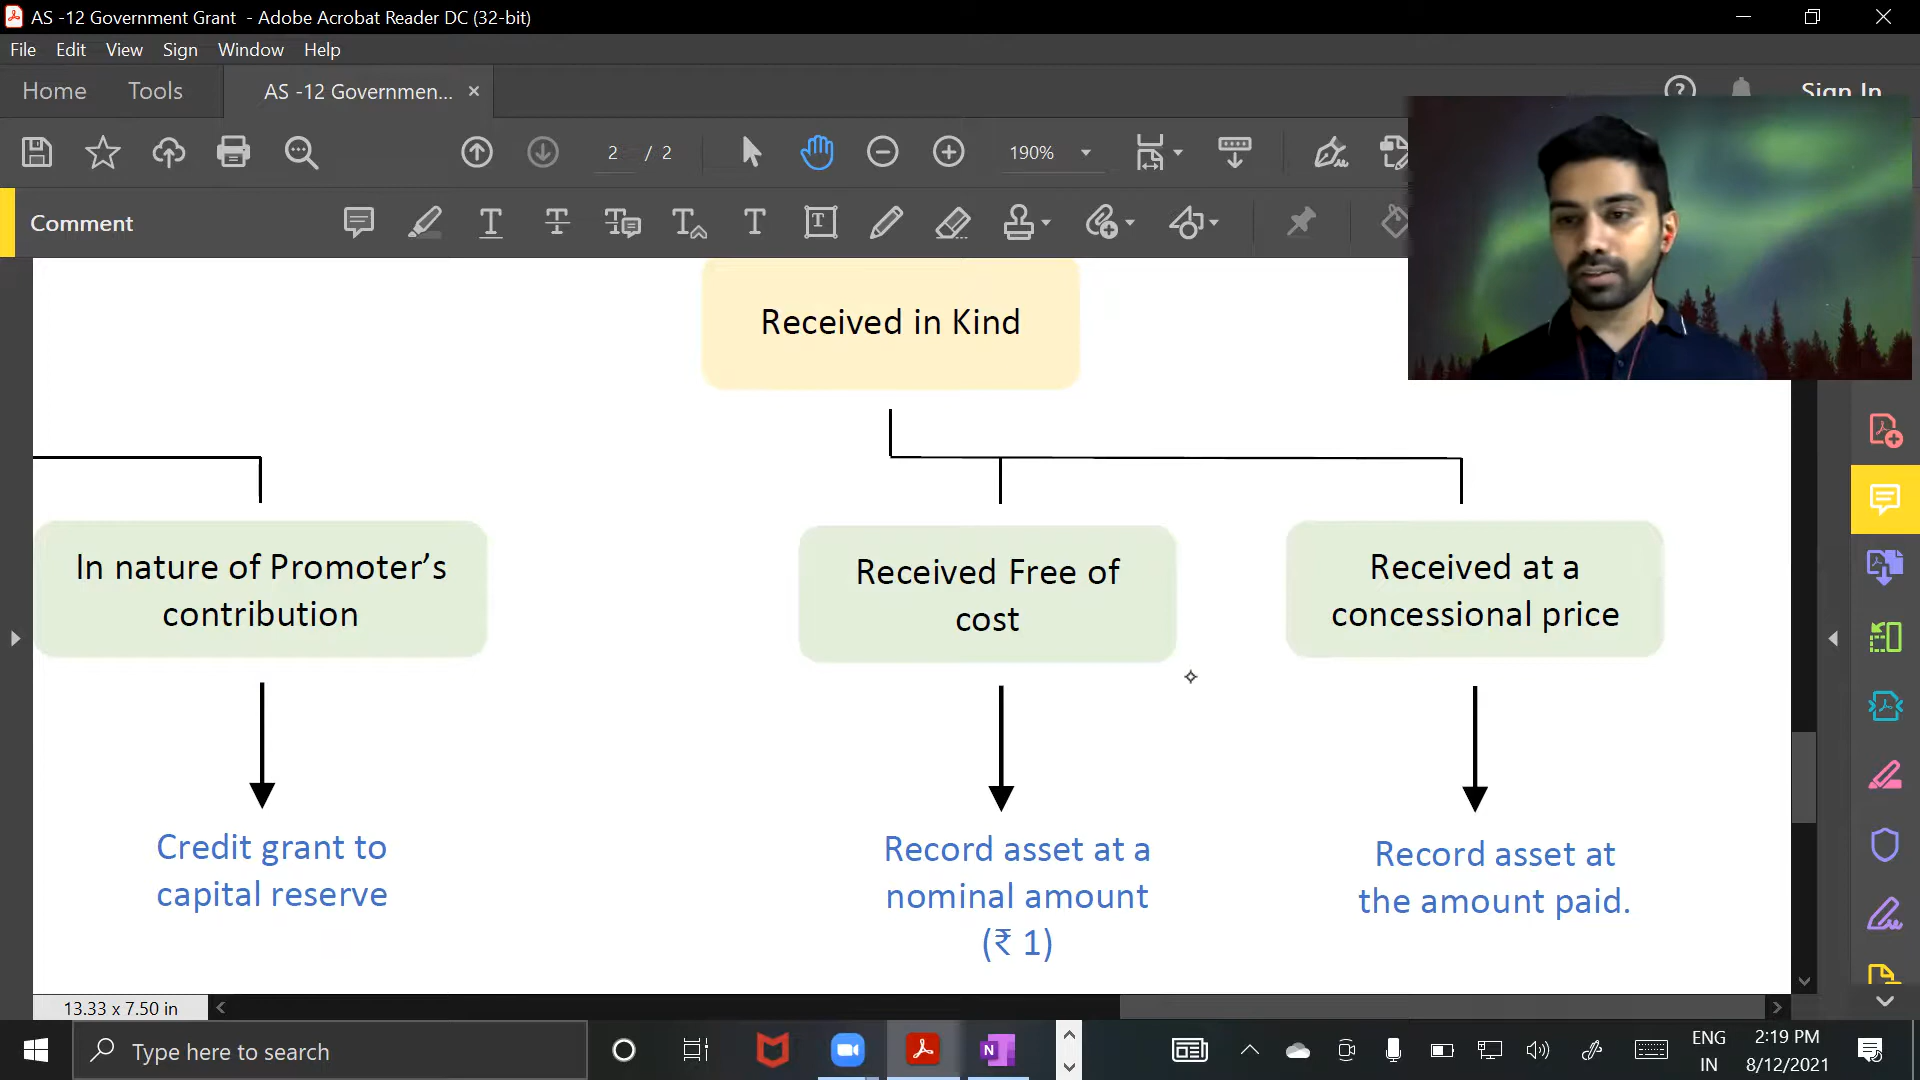 AS -12 Government Grant - Adobe Acrobat Reader DC (32-bit)
File Edit View Sign Window Help
Home Tools AS -12 Governmen... × Sign In
2 / 2 190%
Comment
Received in Kind
In nature of Promoter’s
contribution
Received Free of
cost
Received at a
concessional price
Credit grant to
capital reserve
Record asset at a
nominal amount
(₹ 1)
Record asset at
the amount paid.
13.33 x 7.50 in
Type here to search
ENG
IN
2:19 PM
8/12/2021